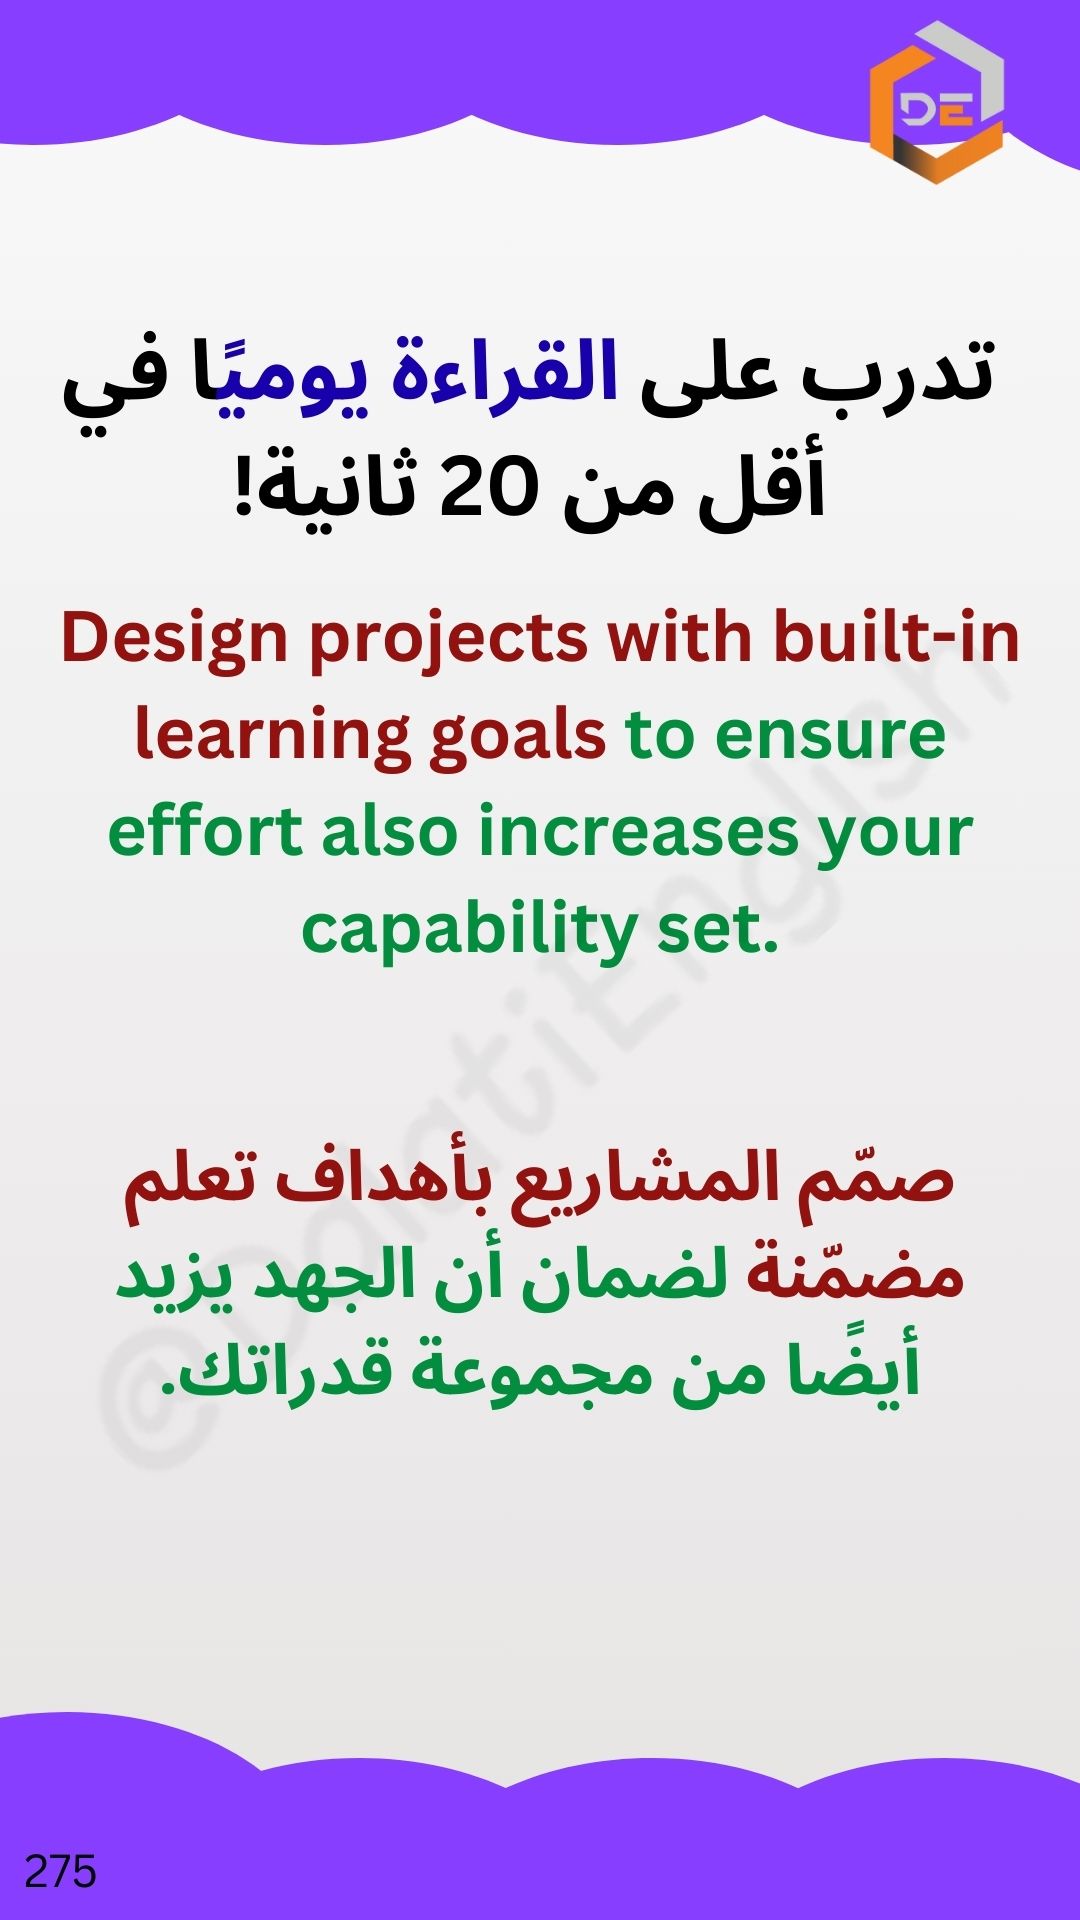 DE
تدرب على القراءة يوميًا في
أقل من 20 ثانية!
Design projects with built-in
learning goals to ensure
effort also increases your
capability set.
صمّم المشاريع بأهداف تعلم
مضمّنة لضمان أن الجهد يزيد
أيضًا من مجموعة قدراتك.
@DdatiEnglish
275